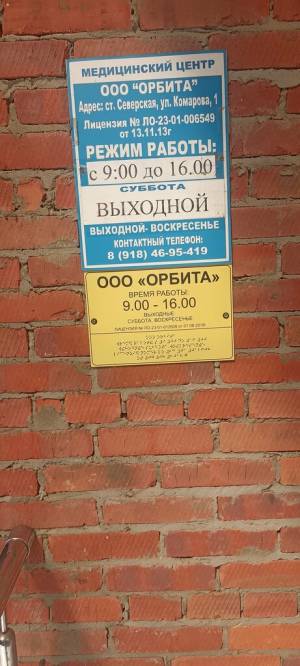 МЕДИЦИНСКИЙ ЦЕНТР
ООО "ОРБИТА"
Адрес: ст. Северская, ул. Комарова, 1
Лицензия № ЛО-23-01-006549
от 13.11.13г
РЕЖИМ РАБОТЫ:
с 9:00 до 16.00
СУББОТА
ВЫХОДНОЙ
ВЫХОДНОЙ- ВОСКРЕСЕНЬЕ
КОНТАКТНЫЙ ТЕЛЕФОН:
8 (918) 46-95-419
ООО «ОРБИТА»
ВРЕМЯ РАБОТЫ:
9.00 - 16.00
ВЫХОДНЫЕ
СУББОТА, ВОСКРЕСЕНЬЕ